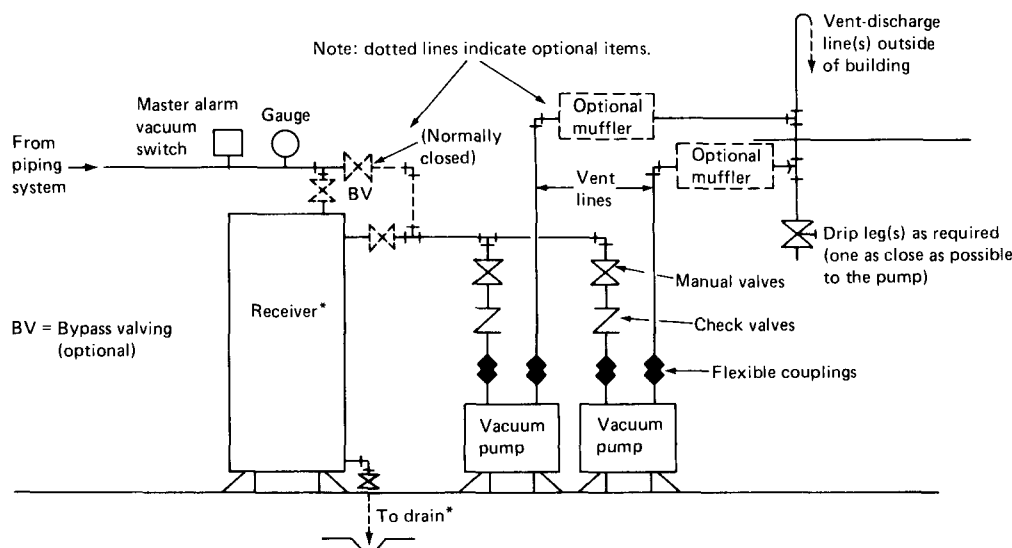 Note: dotted lines indicate optional items.
Vent-discharge
line(s) outside
of building
Master alarm
vacuum
switch
Gauge
From
piping
system
(Normally
closed)
BV
Optional
muffler
Optional
muffler
Vent
lines
Drip leg(s) as required
(one as close as possible
to the pump)
Manual valves
Receiver*
BV = Bypass valving
(optional)
Check valves
Flexible couplings
Vacuum
pump
Vacuum
pump
To drain*